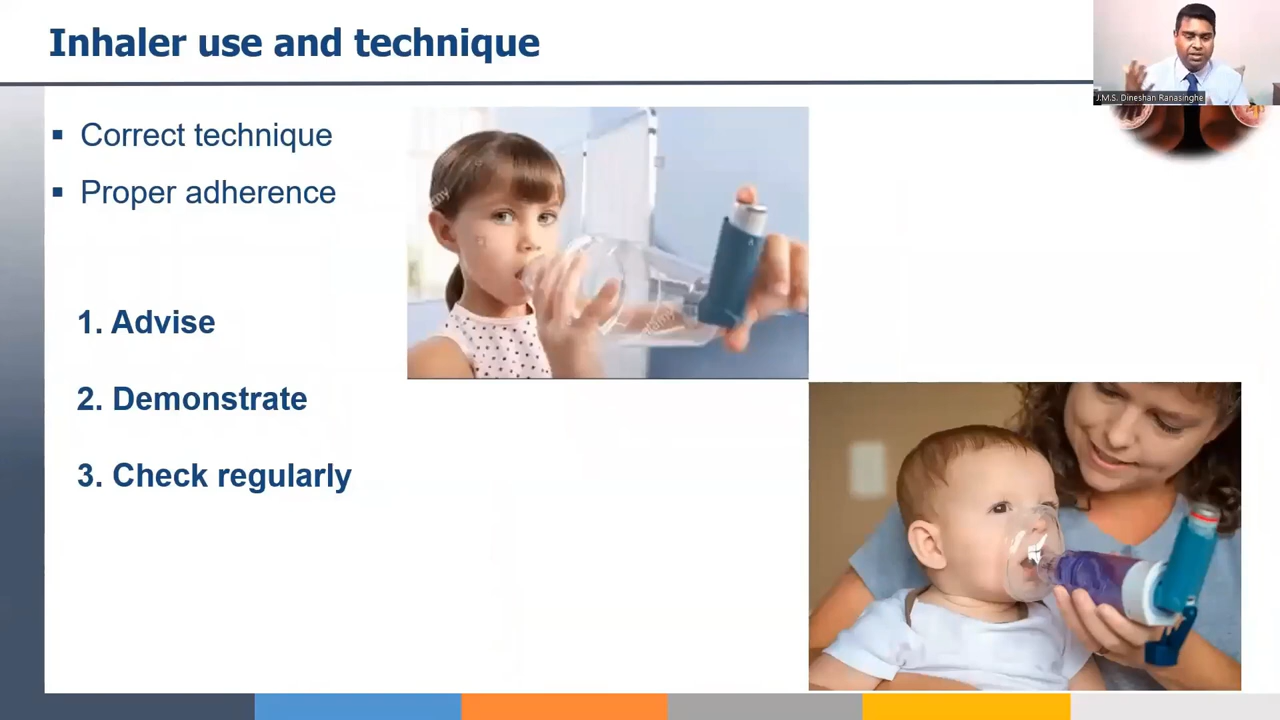 Inhaler use and technique
J.M.S. Dineshan Ranasinghe
▪ Correct technique
▪ Proper adherence
1. Advise
2. Demonstrate
3. Check regularly